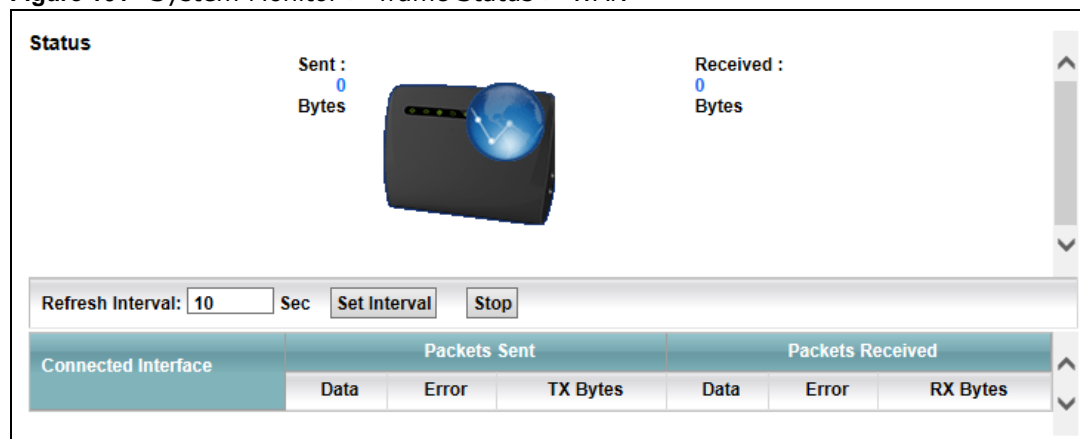 Status
Sent :
0
Bytes
Received :
0
Bytes
Refresh Interval: 10 Sec Set Interval Stop
Connected Interface Packets Sent Packets Received
Data Error TX Bytes Data Error RX Bytes